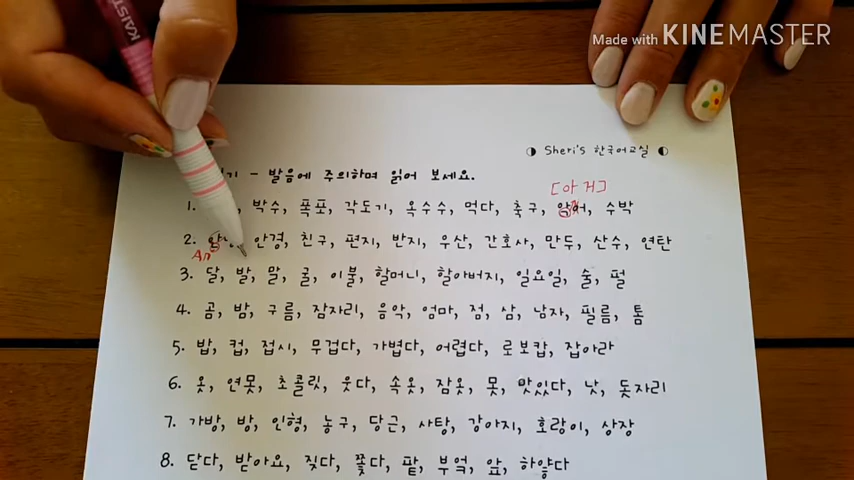 Made with KINEMASTER
KAIST
Sheri's 한국어교실
- 발음에 주의하며 읽어 보세요.
[아 거]
1. 박수, 폭포, 각도기, 옥수수, 먹다, 축구, 악어, 수박
2. 안경, 친구, 편지, 반지, 우산, 간호사, 만두, 산수, 연탄
An
3. 달, 발, 말, 굴, 이불, 할머니, 할아버지, 일요일, 술, 펄
4. 곰, 밤, 구름, 잠자리, 음악, 엄마, 점, 삼, 남자, 필름, 톰
5. 밥, 컵, 접시, 무겁다, 가볍다, 어렵다, 로보캅, 잡아라
6. 옷, 연못, 초콜릿, 웃다, 속옷, 잠옷, 못, 맛있다, 낫, 돗자리
7. 가방, 방, 인형, 농구, 당근, 사탕, 강아지, 호랑이, 상장
8. 닫다, 받아요, 짖다, 쫓다, 팥, 부엌, 앞, 하얗다